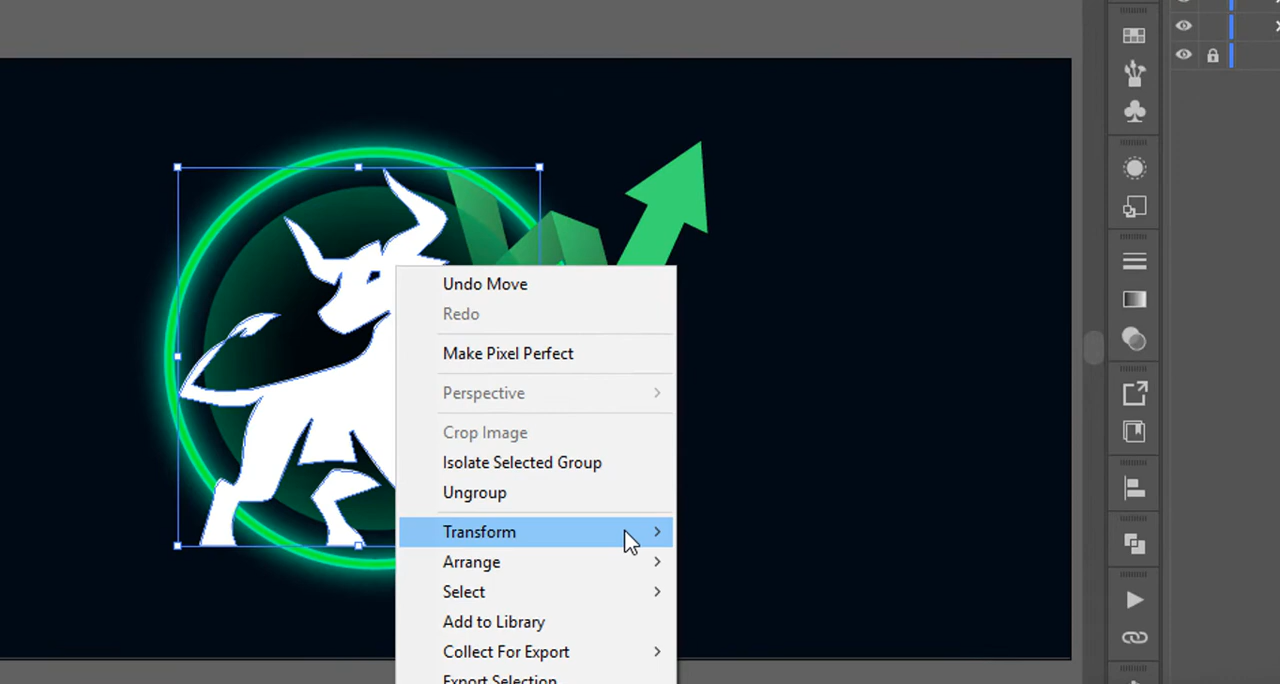 Undo Move
Redo
Make Pixel Perfect
Perspective
Crop Image
Isolate Selected Group
Ungroup
Transform
Arrange
Select
Add to Library
Collect For Export
Export Selection